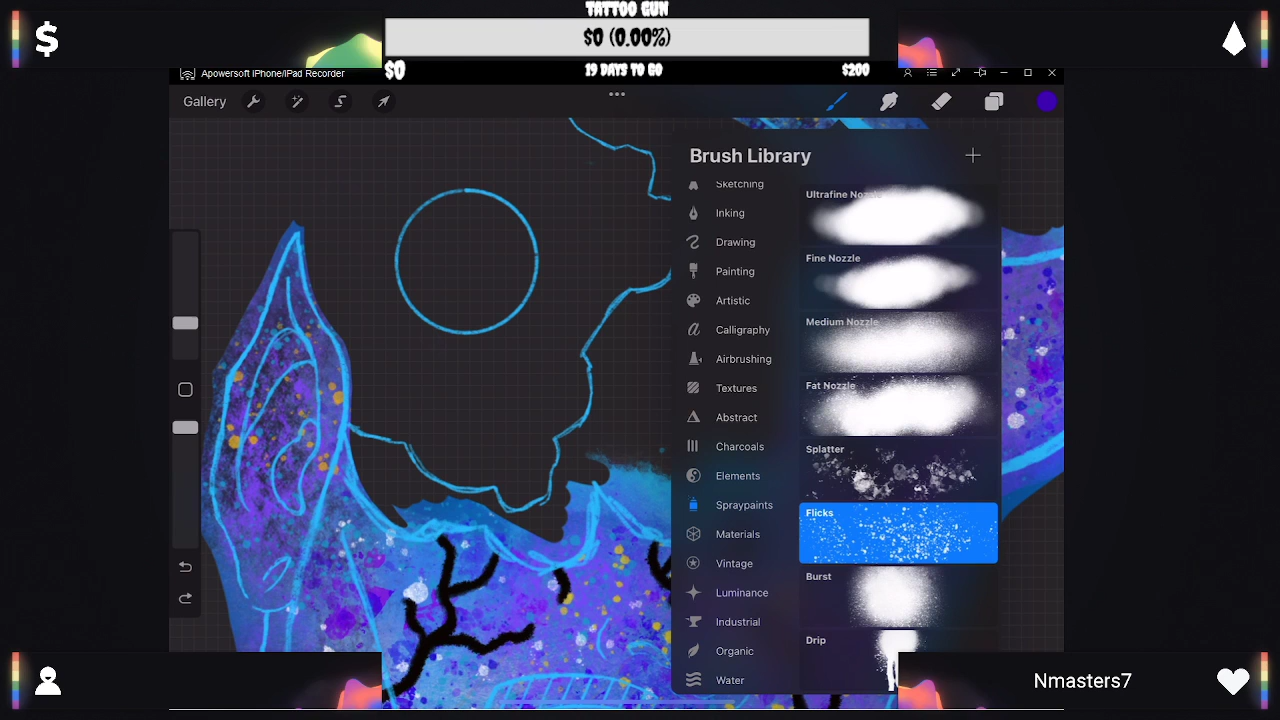 TATTOO GUN
$0 (0.00%)
$0
19 DAYS TO GO
$200
Apowersoft iPhone/iPad Recorder
Gallery
Brush Library
Sketching
Inking
Drawing
Painting
Artistic
Calligraphy
Airbrushing
Textures
Abstract
Charcoals
Elements
Spraypaints
Materials
Vintage
Luminance
Industrial
Organic
Water
Ultrafine Nozzle
Fine Nozzle
Medium Nozzle
Fat Nozzle
Splatter
Flicks
Burst
Drip
Nmasters7